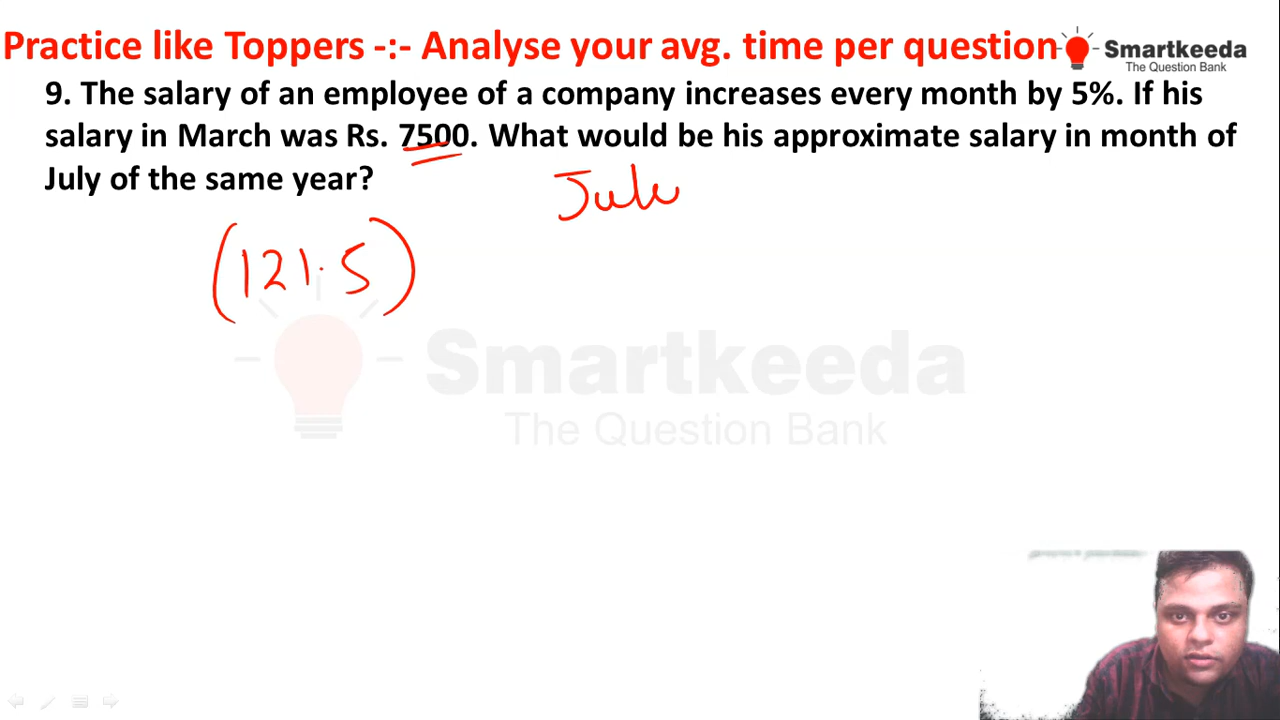 Practice like Toppers -:- Analyse your avg. time per question
Smartkeeda
The Question Bank
9. The salary of an employee of a company increases every month by 5%. If his
salary in March was Rs. 7500. What would be his approximate salary in month of
July of the same year?
July
(121.5)
Smartkeeda
The Question Bank